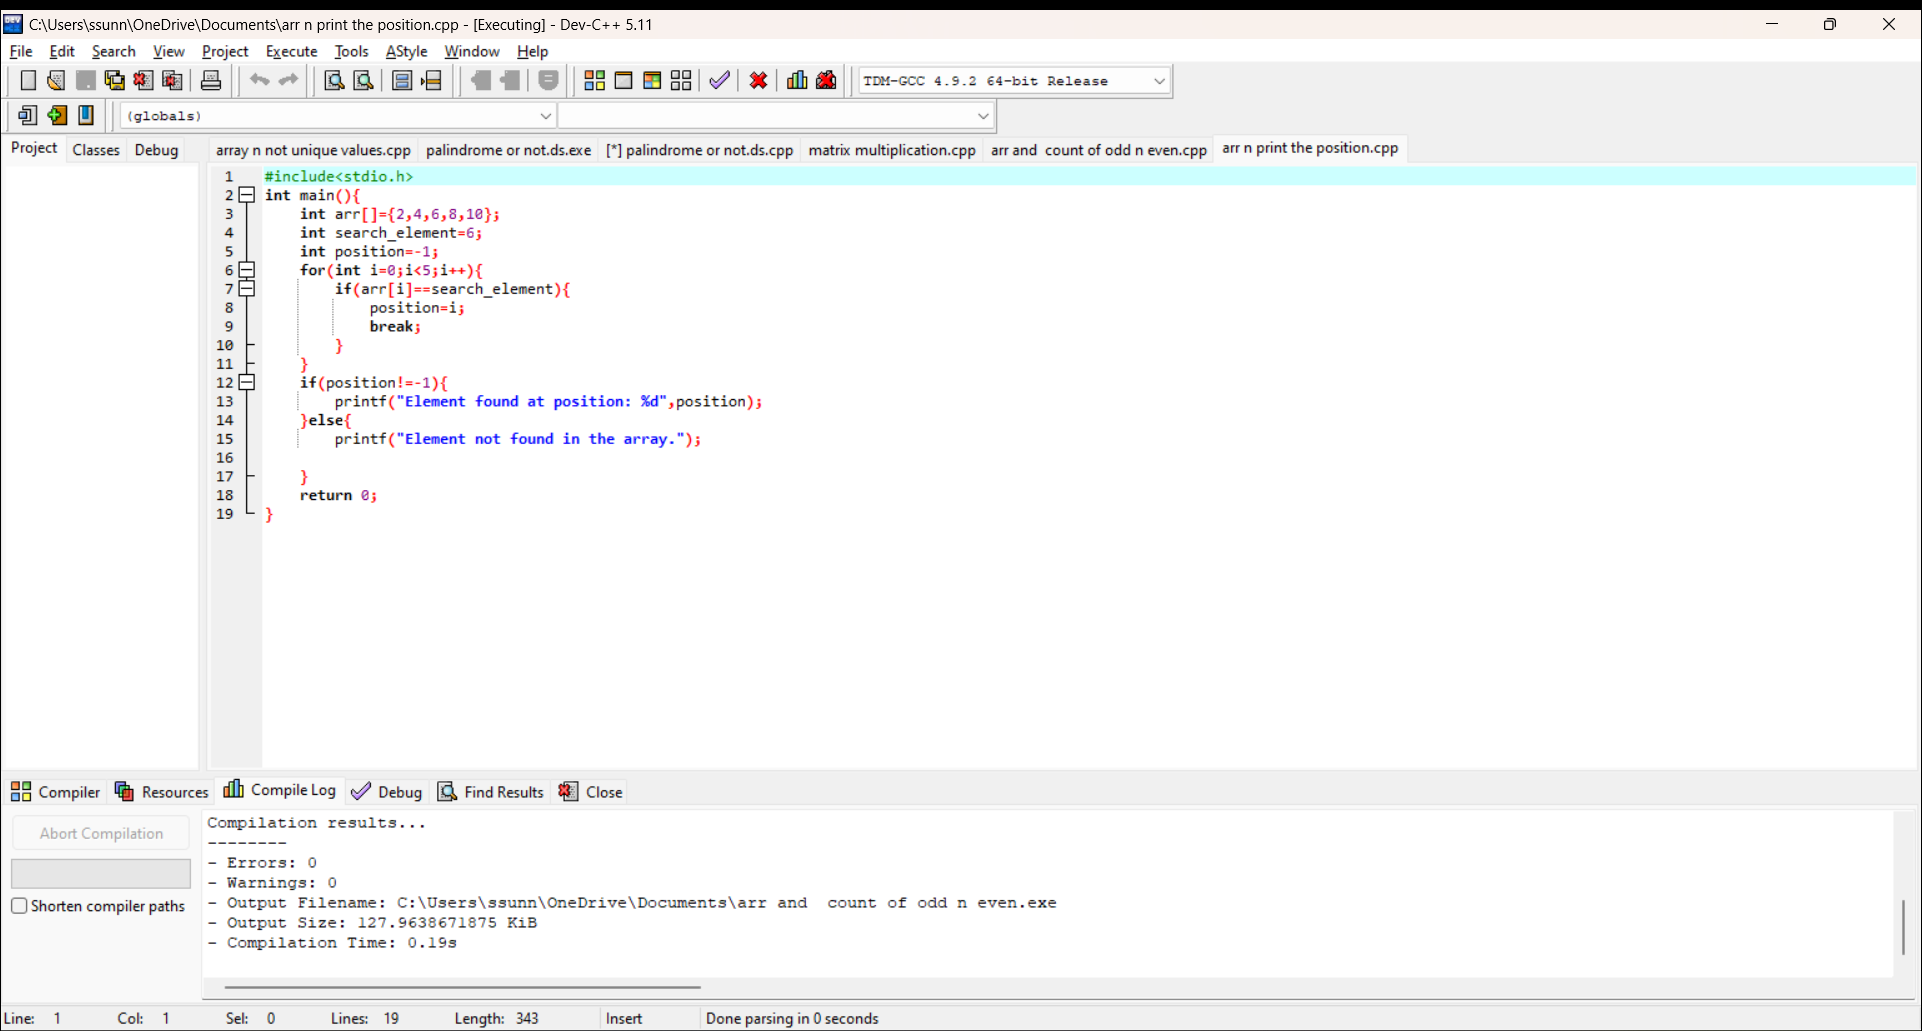 C:\Users\ssunn\OneDrive\Documents\arr n print the position.cpp - [Executing] - Dev-C++ 5.11
File Edit Search View Project Execute Tools AStyle Window Help
TDM-GCC 4.9.2 64-bit Release
(globals)
Project Classes Debug
array n not unique values.cpp palindrome or not.ds.exe [*] palindrome or not.ds.cpp matrix multiplication.cpp arr and  count of odd n even.cpp arr n print the position.cpp
1 #include<stdio.h>
2 int main(){
3     int arr[]={2,4,6,8,10};
4     int search_element=6;
5     int position=-1;
6     for(int i=0;i<5;i++){
7         if(arr[i]==search_element){
8             position=i;
9             break;
10         }
11     }
12     if(position!=-1){
13         printf("Element found at position: %d",position);
14     }else{
15         printf("Element not found in the array.");
16
17     }
18     return 0;
19 }
Compiler Resources Compile Log Debug Find Results Close
Abort Compilation
Shorten compiler paths
Compilation results...
--------
- Errors: 0
- Warnings: 0
- Output Filename: C:\Users\ssunn\OneDrive\Documents\arr and  count of odd n even.exe
- Output Size: 127.9638671875 KiB
- Compilation Time: 0.19s
Line: 1 Col: 1 Sel: 0 Lines: 19 Length: 343 Insert Done parsing in 0 seconds